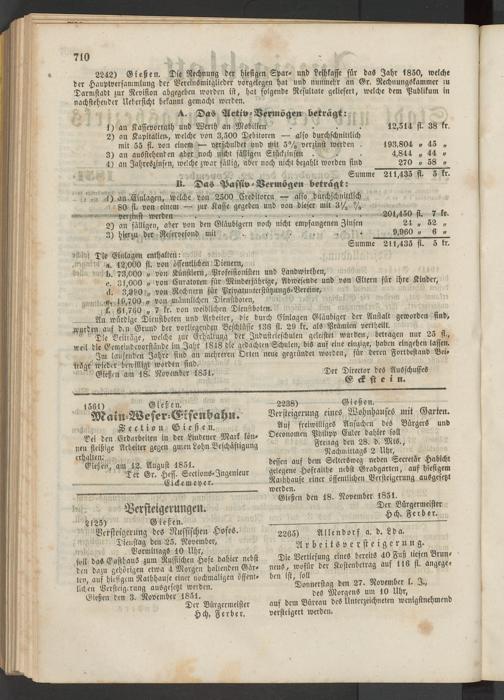 710
2242) Gießen. Die Rechnung der hiesigen Spar- und Leihkasse für das Jahr 1850, welche
der Hauptversammlung der Vereinsmitglieder vorgelegen hat und nunmehr an Gr. Rechnungskammer zu
Darmstadt zur Revision abgegeben worden ist, hat folgende Resultate geliefert, welche dem Publikum in
nachstehender Uebersicht bekannt gemacht werden.
A. Das Activ-Vermögen beträgt:
1) an Kassevorrath und Werth an Mobilien 12,514 fl. 38 kr.
2) an Kapitalien, welche von 3,500 Debitoren — also durchschnittlich
mit 55 fl. von einem — verschuldet und mit 5% verzinst werden 193,804 „ 45 „
3) an ausstehenden aber noch nicht fälligen Stückzinsen 4,844 „ 44 „
4) an Jahreszinsen, welche zwar fällig, aber noch nicht bezahlt worden sind 270 „ 58 „
Summe 211,435 fl. 5 kr.
B. Das Passiv-Vermögen beträgt:
1) an Einlagen, welche von 2500 Creditoren — also durchschnittlich
80 fl. von einem — zur Kasse gegeben und von dieser mit
verzinst werden 201,450 fl. 7 kr.
2) an fälligen, aber von den Gläubigern noch nicht empfangenen Zinsen 24 „ 52 „
3) hierzu der Reservefond mit 9,960 „ 6 „
Summe 211,435 fl. 5 kr.
Die Einlagen enthalten:
a. 12,000 fl. von öffentlichen Dienern,
b. 73,000 „ von Künstlern, Professionisten und Landwirthen,
c. 31,000 „ von Curatoren für Minderjährige, Abwesende und von Eltern für ihre Kinder,
d. 3,990 „ von Rechnern für Privatunterstützungs-Vereine,
e. 19,700 „ von männlichen Dienstboten,
f. 61,760 „ 7 kr. von weiblichen Dienstboten.
An würdige Dienstboten und Arbeiter, die durch Einlagen Gläubiger der Anstalt geworden sind,
wurden auf den Grund der vorliegenden Beschlüsse 136 fl. 29 kr. als Prämien vertheilt.
Die Beiträge, welche zur Erhaltung der Industrieschulen geleistet worden, betragen nur 25 fl.,
weil die Gemeindevorstände im Jahr 1848 die gedachten Schulen, bis auf eine einzige, haben eingehen lassen.
Im laufenden Jahre sind an mehreren Orten neue gegründet worden, für deren Fortbestand Bei-
träge wieder bewilligt worden sind.
Gießen am 18. November 1851. Der Director des Ausschusses
Eckstein.
1561) Gießen.
Main-Weser-Eisenbahn.
Section Gießen.
Bei den Erdarbeiten in der Lindener Mark kön-
nen fleißige Arbeiter gegen guten Lohn Beschäftigung
erhalten.
Gießen, am 12. August 1851.
Der Gr. Hess. Sections-Ingenieur
Eickemeyer.
Versteigerungen.
2125) Gießen.
Versteigerung des Russischen Hofes.
Dienstag den 25. November,
Vormittags 10 Uhr,
soll das Gasthaus zum Russischen Hofe dahier nebst
den dazu gehörigen etwa 4 Morgen haltenden Gär-
ten, auf hiesigem Rathhause einer nochmaligen öffent-
lichen Versteigerung ausgesetzt werden.
Gießen den 3. November 1851.
Der Bürgermeister
Hch. Ferber.
2238) Gießen.
Versteigerung eines Wohnhauses mit Garten.
Auf freiwilliges Ansuchen des Bürgers und
Oeconomen Philipp Euler dahier soll
Freitag den 28. d. Mts.,
Nachmittags 2 Uhr,
dessen auf dem Selersberg neben Secretär Habicht
gelegene Hofraithe nebst Grabgarten, auf hiesigem
Rathhause einer öffentlichen Versteigerung ausgesetzt
werden.
Gießen den 18. November 1851.
Der Bürgermeister
Hch. Ferber.
2265) Allendorf a. d. Lda.
Arbeitsversteigerung.
Die Vertiefung eines bereits 40 Fuß tiefen Brun-
nens, wofür der Kostenbetrag auf 116 fl. angege-
ben ist, soll
Donnerstag den 27. November l. J.,
des Morgens um 10 Uhr,
auf dem Büreau des Unterzeichneten wenigstnehmend
versteigert werden.